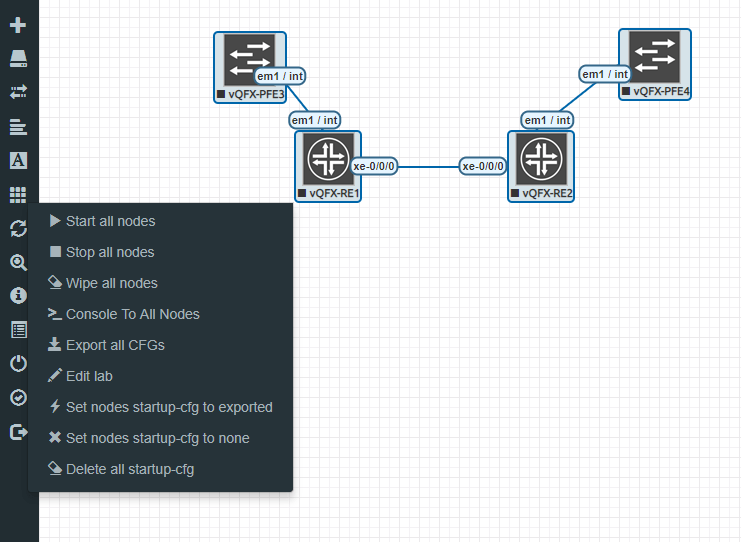 em1 / int
vQFX-PFE3
em1 / int
vQFX-PFE4
em1 / int
em1 / int
xe-0/0/0
xe-0/0/0
vQFX-RE1
vQFX-RE2
A
Start all nodes
Stop all nodes
Wipe all nodes
Console To All Nodes
Export all CFGs
Edit lab
Set nodes startup-cfg to exported
Set nodes startup-cfg to none
Delete all startup-cfg